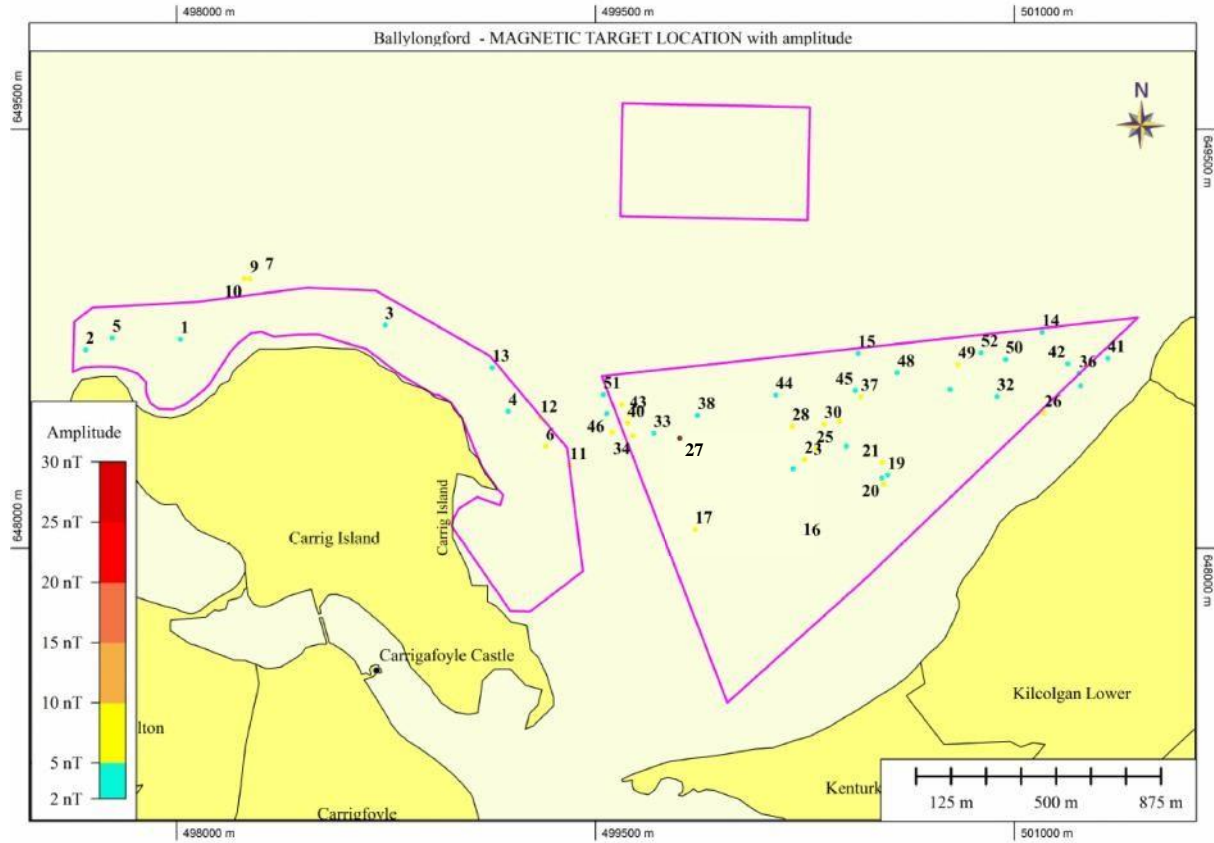 498000 m
499500 m
501000 m
Ballylongford - MAGNETIC TARGET LOCATION with amplitude
649500 m
649500 m
N
9
7
10
5
2
1
3
13
4
12
6
11
14
15
52
50
49
42
41
36
48
51
43
40
46
34
33
38
44
45
37
32
26
28
30
27
25
23
21
19
20
17
16
Amplitude
30 nT
25 nT
20 nT
15 nT
10 nT
5 nT
2 nT
Carrig Island
Carrig Island
648000 m
648000 m
Carrigafoyle Castle
Kilcolgan Lower
lton
Carrigfoyle
Kenturk
125 m
500 m
875 m
498000 m
499500 m
501000 m